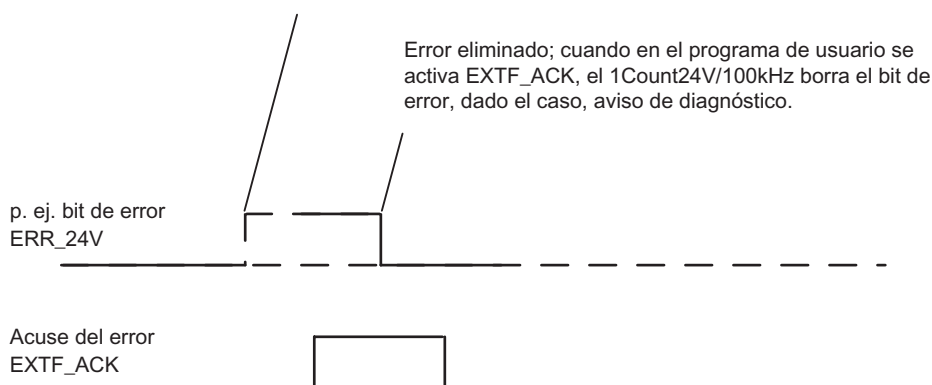 Error eliminado; cuando en el programa de usuario se
activa EXTF_ACK, el 1Count24V/100kHz borra el bit de
error, dado el caso, aviso de diagnóstico.
p. ej. bit de error
ERR_24V
Acuse del error
EXTF_ACK